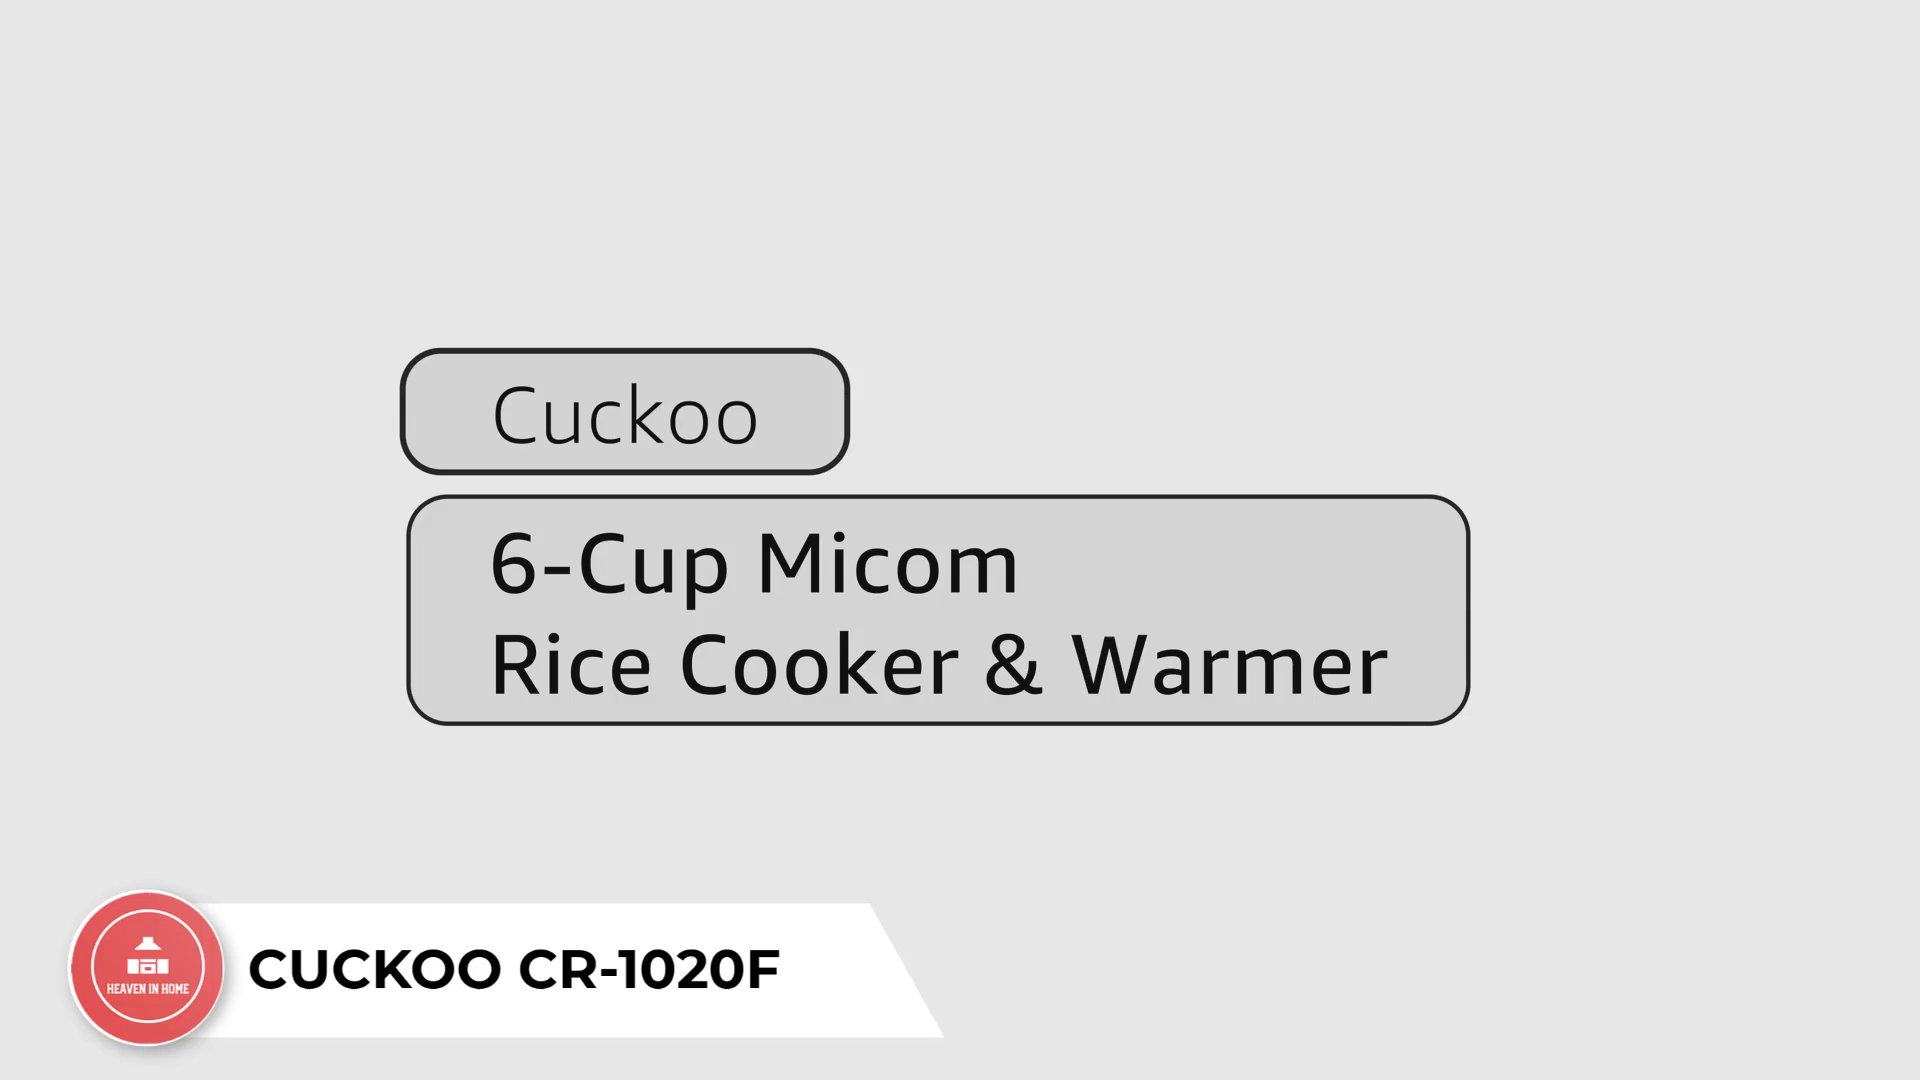 Cuckoo
6-Cup Micom
Rice Cooker & Warmer
HEAVEN IN HOME
CUCKOO CR-1020F